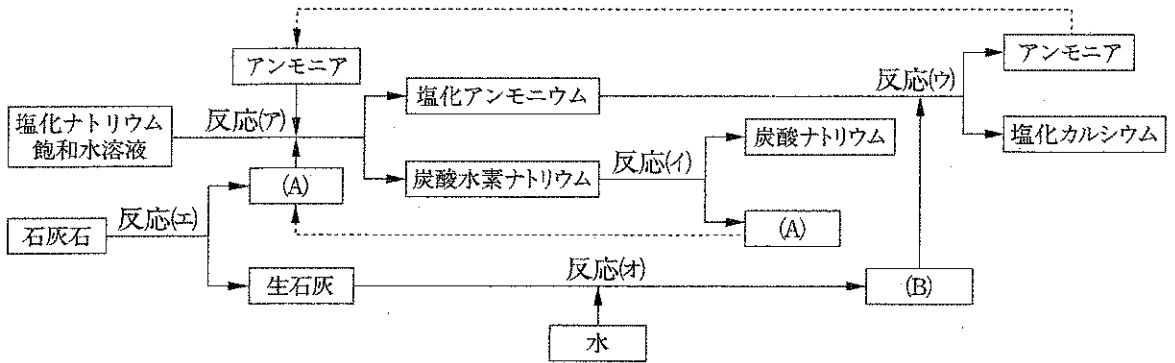 アンモニア
アンモニア
反応(ウ)
塩化アンモニウム
塩化ナトリウム
飽和水溶液
反応(ア)
炭酸ナトリウム
塩化カルシウム
反応(イ)
炭酸水素ナトリウム
(A)
反応(エ)
石灰石
(A)
反応(オ)
生石灰
(B)
水